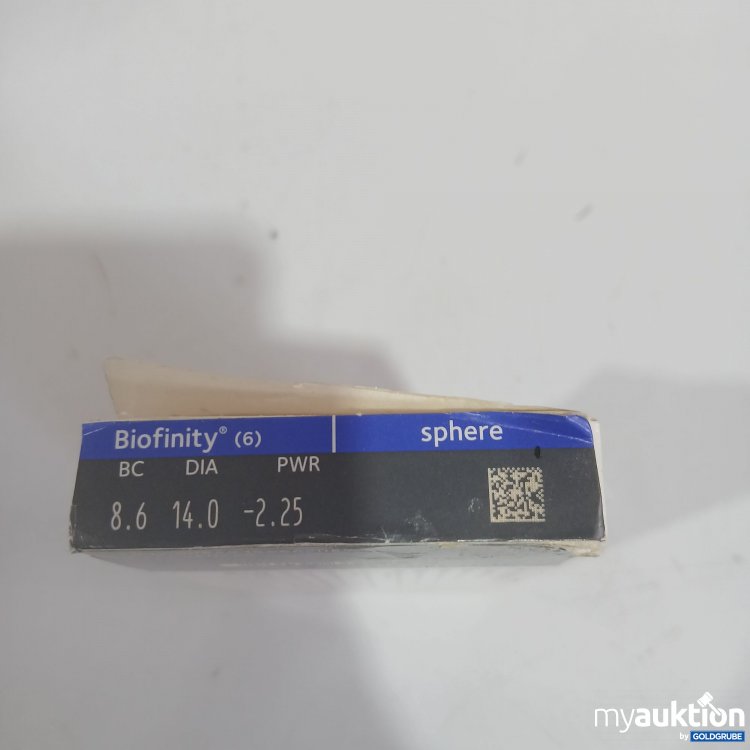 Biofinity® (6) sphere
BC DIA PWR
8.6 14.0 -2.25
myauktion
by GOLDGRUBE